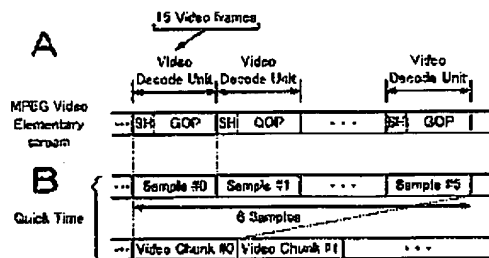 15 Video frames
A
Video Decode Unit
Video Decode Unit
Video Decode Unit
MPEG Video Elementary stream
SH GOP SH GOP ... SH GOP
B
Quick Time
Sample #0 Sample #1 ... Sample #5
6 Samples
Video Chunk #0 Video Chunk #1 ...